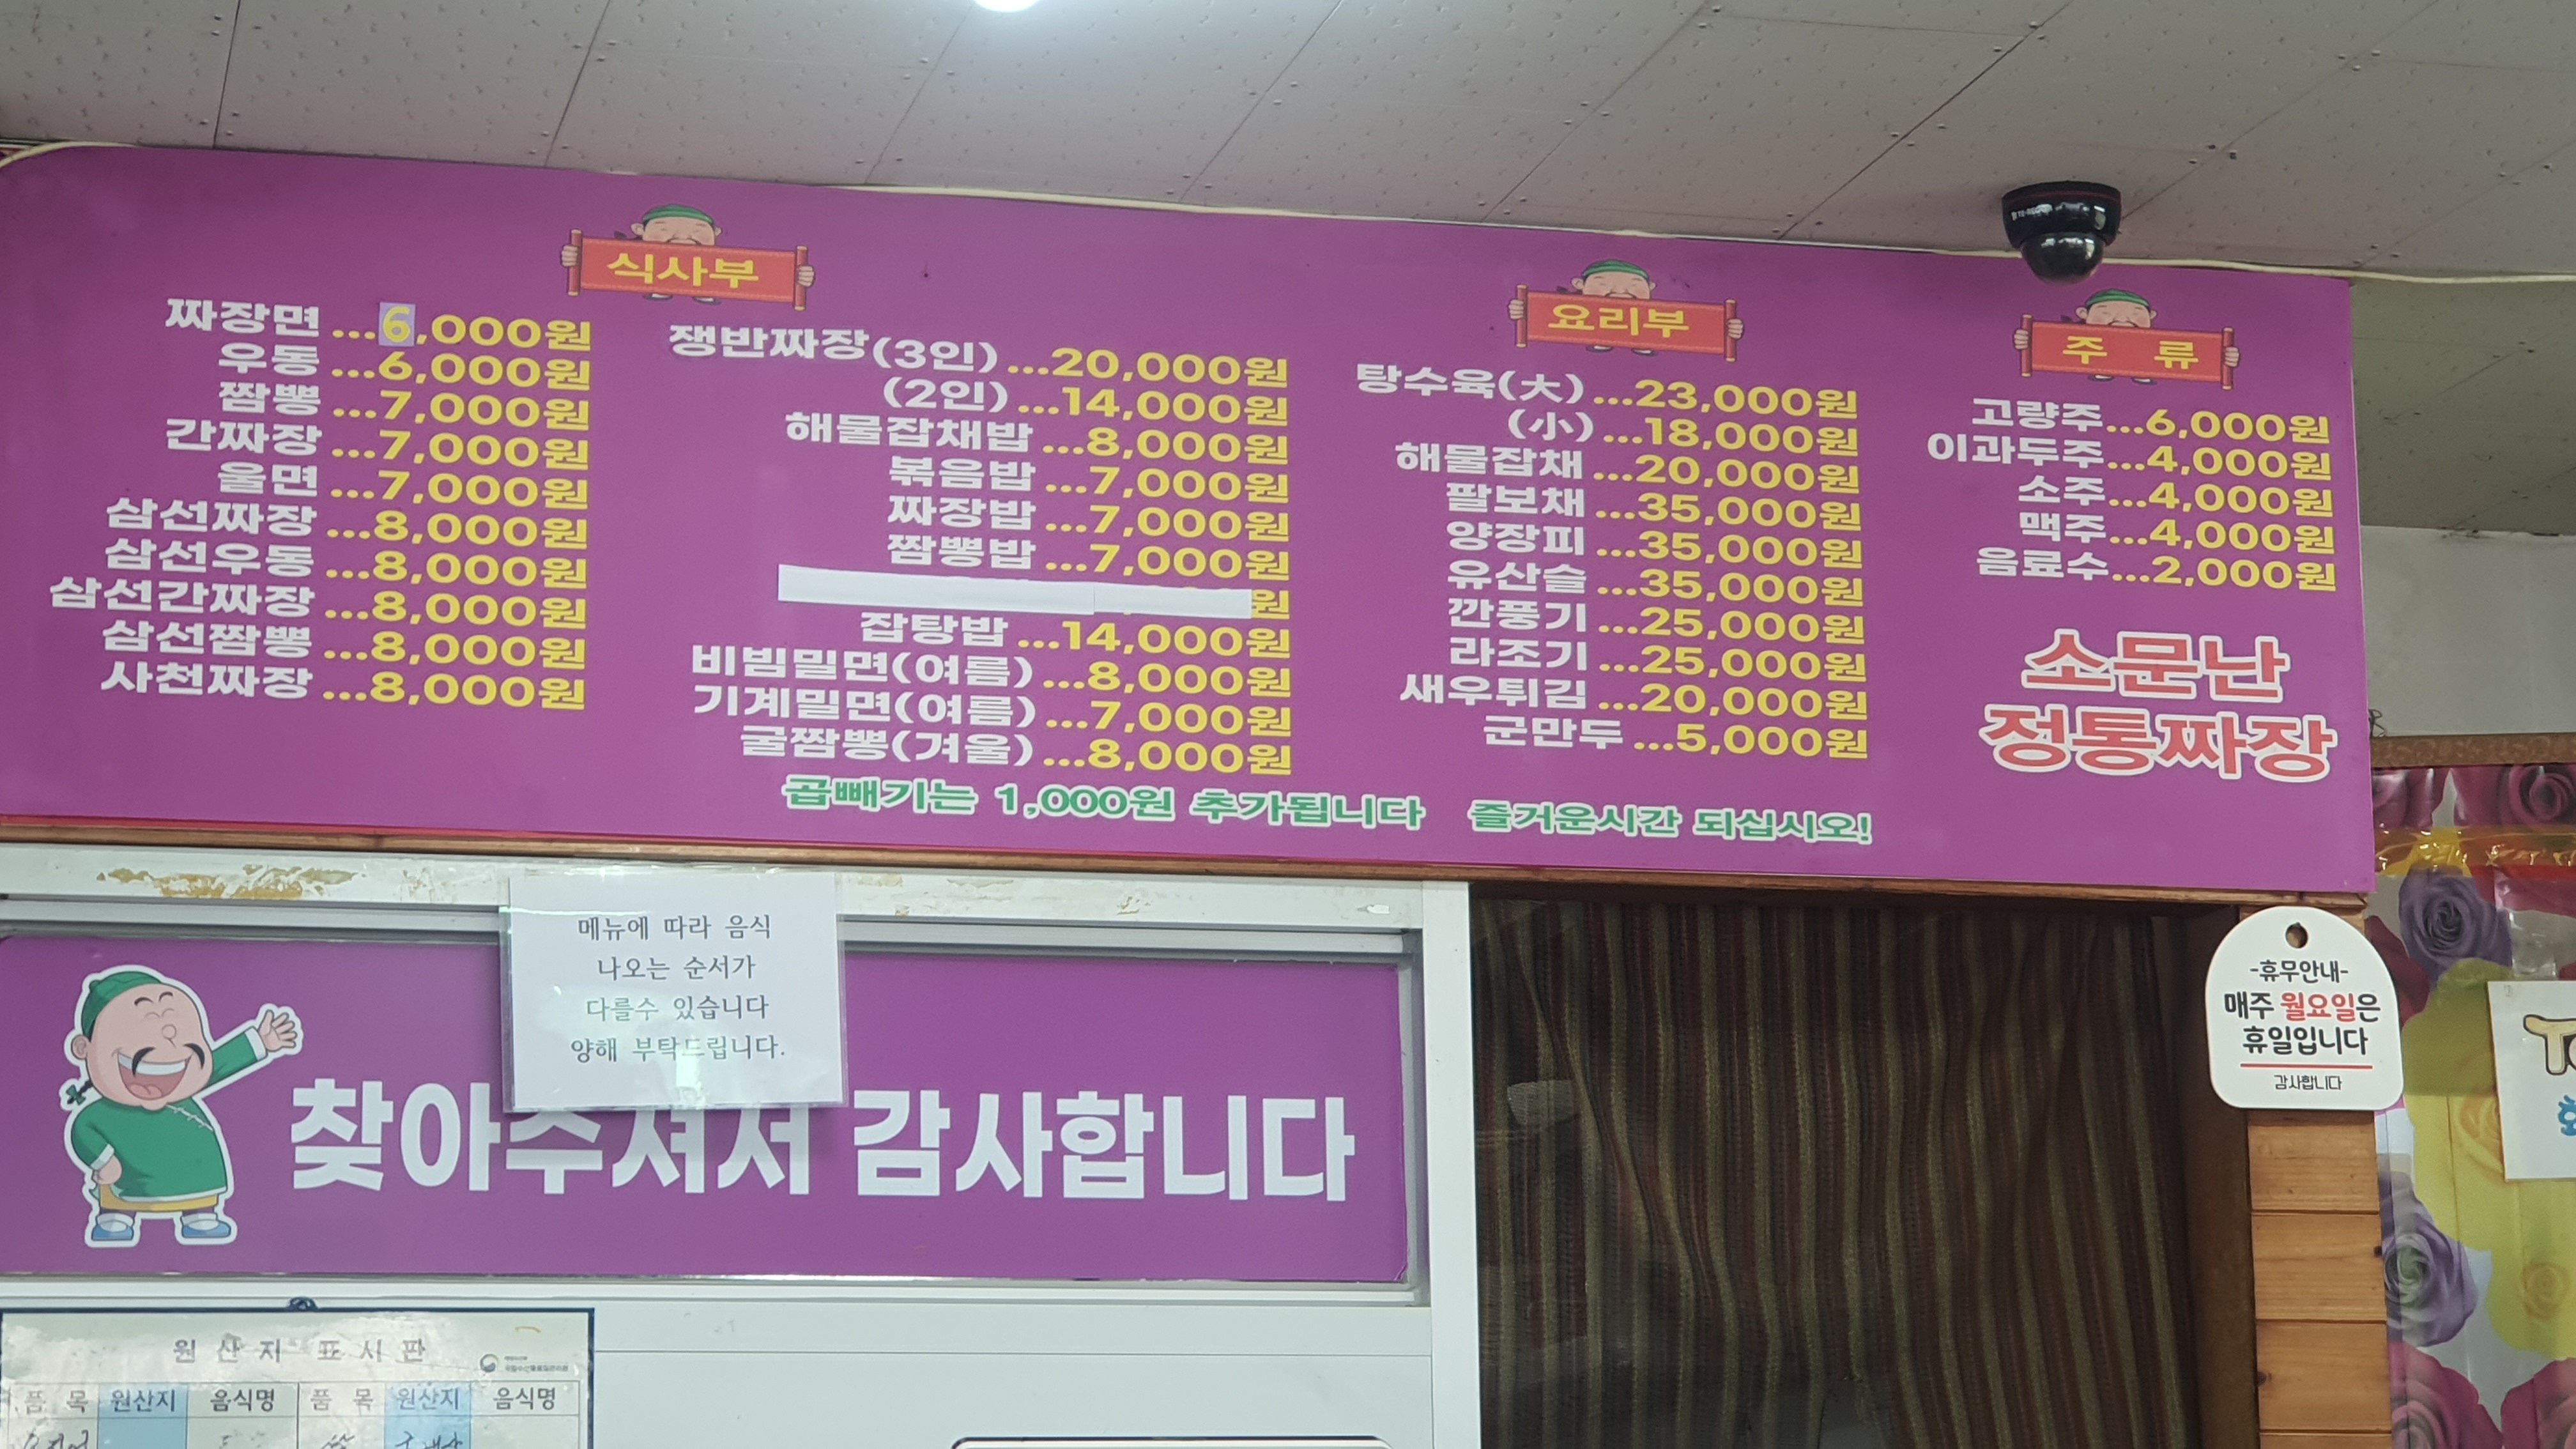 식사부
짜장면 ...6,000원
우동 ...6,000원
짬뽕 ...7,000원
간짜장 ...7,000원
울면 ...7,000원
삼선짜장 ...8,000원
삼선우동 ...8,000원
삼선간짜장 ...8,000원
삼선짬뽕 ...8,000원
사천짜장 ...8,000원
쟁반짜장(3인) ...20,000원
(2인) ...14,000원
해물잡채밥 ...8,000원
볶음밥 ...7,000원
짜장밥 ...7,000원
짬뽕밥 ...7,000원
원
잡탕밥 ...14,000원
비빔밀면(여름) ...8,000원
기계밀면(여름) ...7,000원
굴짬뽕(겨울) ...8,000원
요리부
탕수육(大) ...23,000원
(小) ...18,000원
해물잡채 ...20,000원
팔보채 ...35,000원
양장피 ...35,000원
유산슬 ...35,000원
깐풍기 ...25,000원
라조기 ...25,000원
새우튀김 ...20,000원
군만두 ...5,000원
주 류
고량주...6,000원
이과두주...4,000원
소주...4,000원
맥주...4,000원
음료수...2,000원
소문난
정통짜장
곱빼기는 1,000원 추가됩니다 즐거운시간 되십시오!
메뉴에 따라 음식
나오는 순서가
다를수 있습니다
양해 부탁드립니다.
찾아주셔서 감사합니다
-휴무안내-
매주 월요일은
휴일입니다
감사합니다
원 산 지 표 시 판
품 목 원산지 음식명 품 목 원산지 음식명